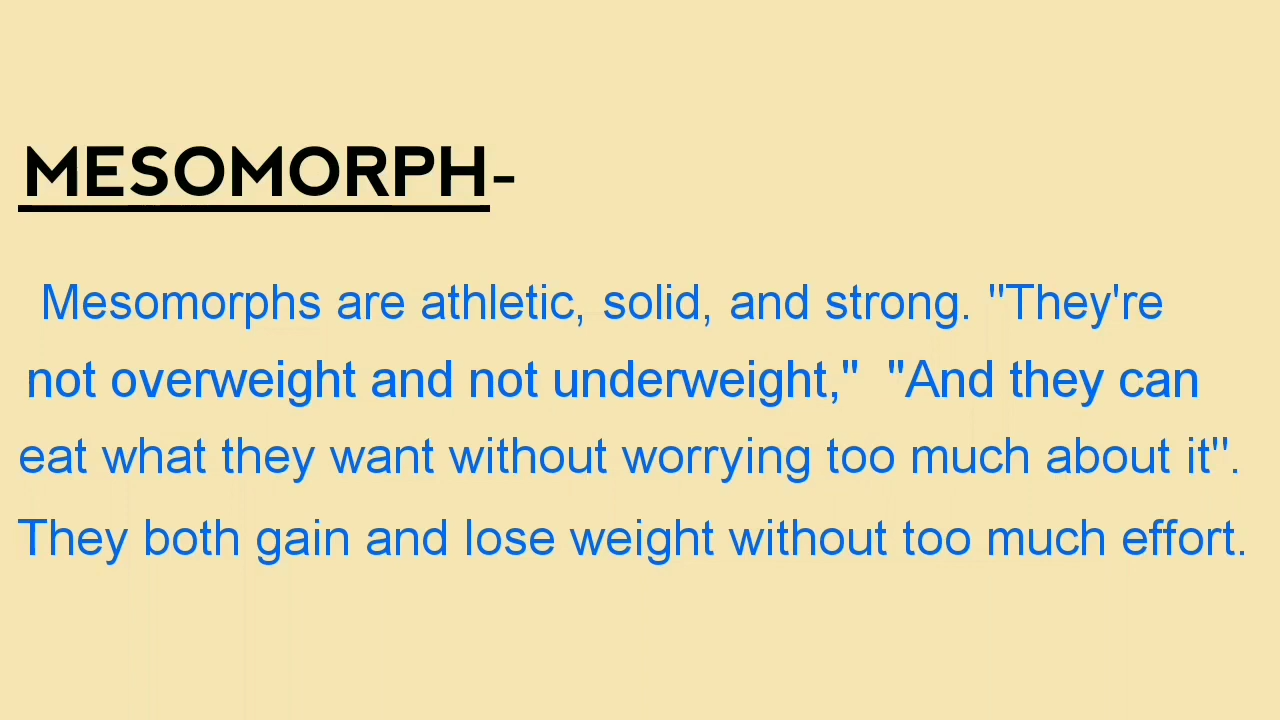 MESOMORPH-
Mesomorphs are athletic, solid, and strong. "They're
not overweight and not underweight,"  "And they can
eat what they want without worrying too much about it".
They both gain and lose weight without too much effort.